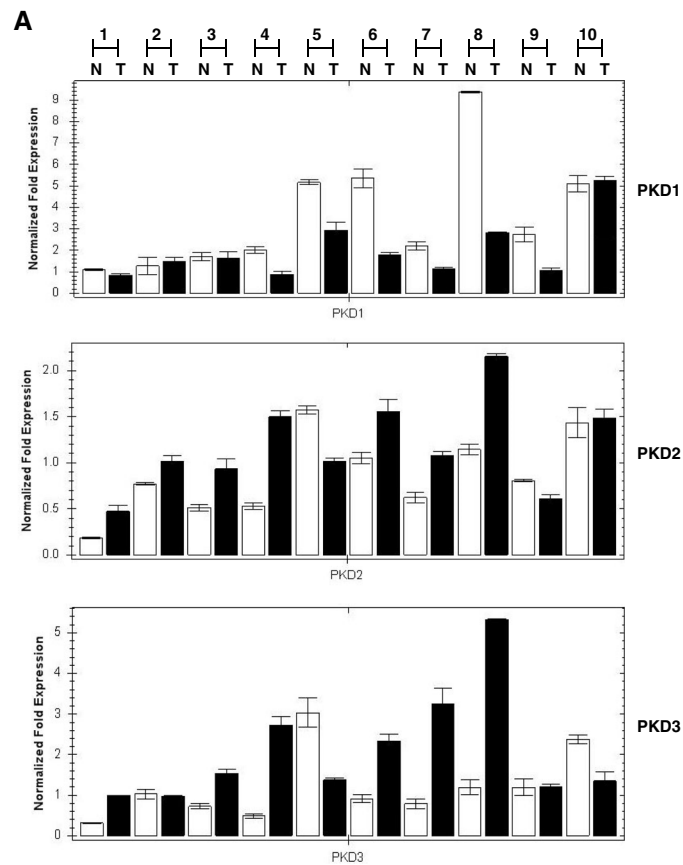 A
1 2 3 4 5 6 7 8 9 10
N T N T N T N T N T N T N T N T N T N T
9
8
7
6
5
4
3
2
1
0
Normalized Fold Expression
PKD1
PKD1
2.0
1.5
1.0
0.5
0.0
Normalized Fold Expression
PKD2
PKD2
5
4
3
2
1
0
Normalized Fold Expression
PKD3
PKD3